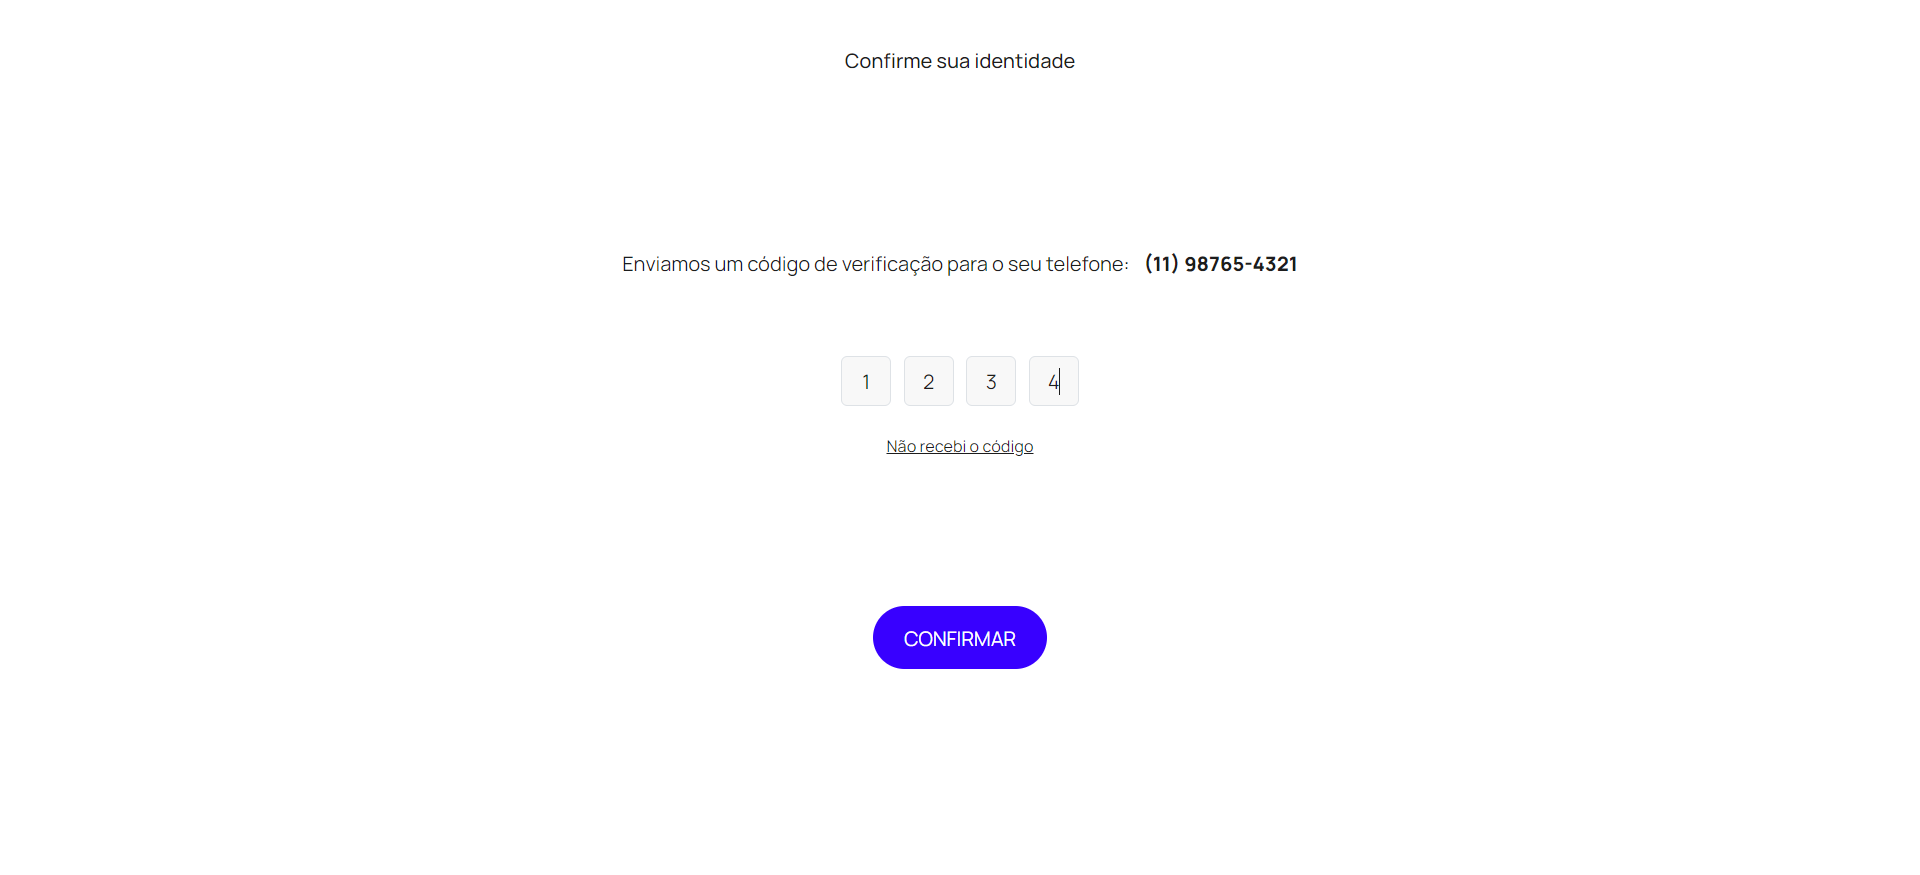 Confirme sua identidade
Enviamos um código de verificação para o seu telefone: (11) 98765-4321
1 2 3 4
Não recebi o código
CONFIRMAR